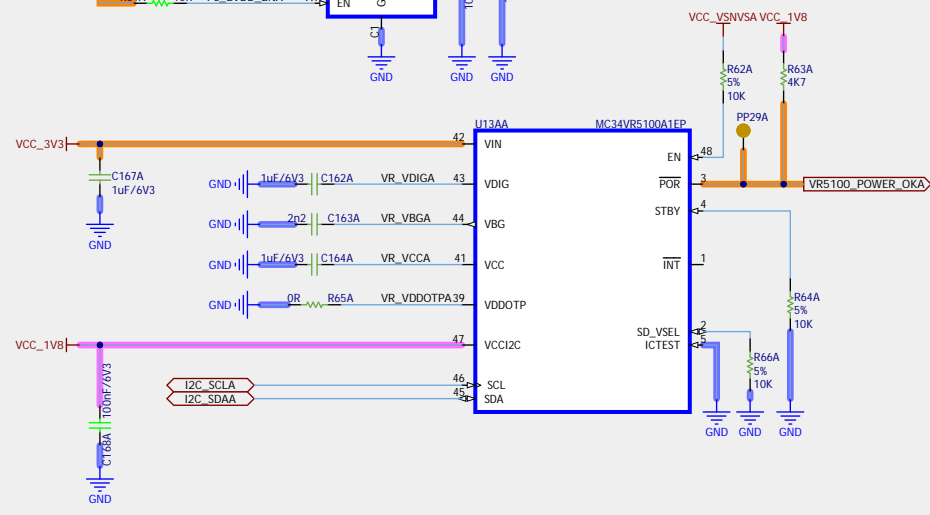 EN
C1
GND
GND
GND
VCC_VSNVSA
VCC_1V8
R62A
5%
10K
R63A
4K7
PP29A
U13AA
MC34VR5100A1EP
VCC_3V3
42
VIN
C167A
1uF/6V3
GND
GND
1uF/6V3
C162A
VR_VDIGA
43
VDIG
GND
2n2
C163A
VR_VBGA
44
VBG
GND
1uF/6V3
C164A
VR_VCCA
41
VCC
GND
0R
R65A
VR_VDDOTPA
39
VDDOTP
VCC_1V8
47
VCCI2C
100nF/6V3
C168A
GND
I2C_SCLA
46
SCL
I2C_SDAA
45
SDA
EN
48
POR
3
VR5100_POWER_OKA
STBY
4
INT
1
SD_VSEL
2
ICTEST
5
R64A
5%
10K
R66A
5%
10K
GND
GND
GND